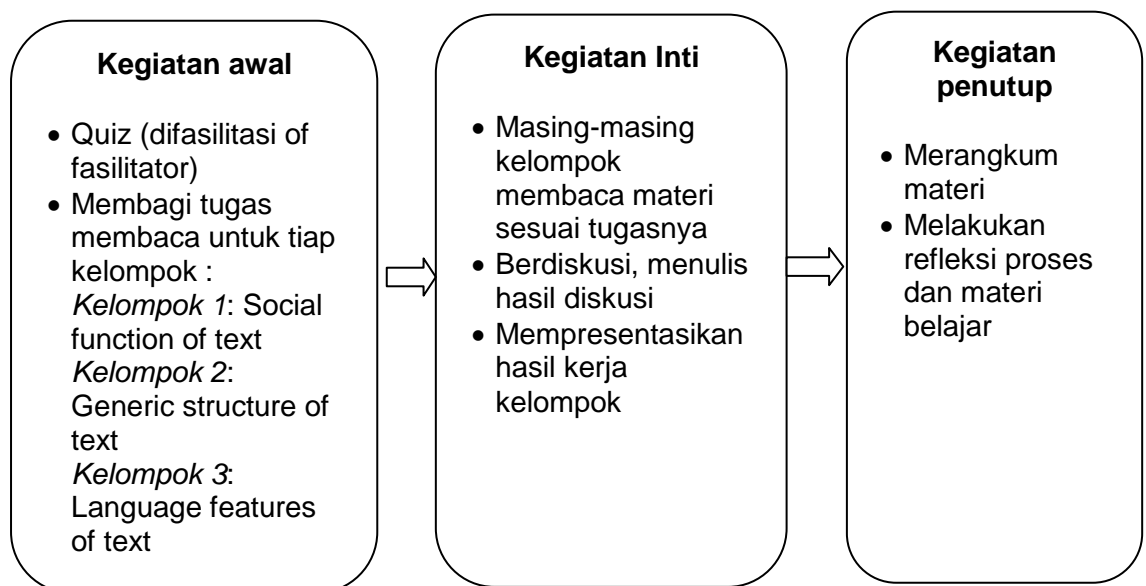 Kegiatan awal
• Quiz (difasilitasi of
fasilitator)
• Membagi tugas
membaca untuk tiap
kelompok :
Kelompok 1: Social
function of text
Kelompok 2:
Generic structure of
text
Kelompok 3:
Language features
of text
Kegiatan Inti
• Masing-masing
kelompok
membaca materi
sesuai tugasnya
• Berdiskusi, menulis
hasil diskusi
• Mempresentasikan
hasil kerja
kelompok
Kegiatan
penutup
• Merangkum
materi
• Melakukan
refleksi proses
dan materi
belajar